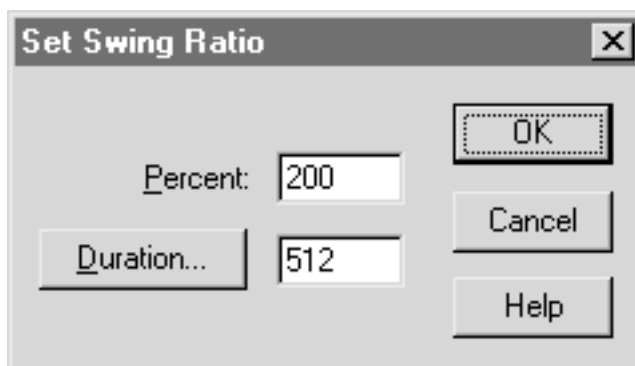 Set Swing Ratio
OK
Percent: 200
Cancel
Duration... 512
Help